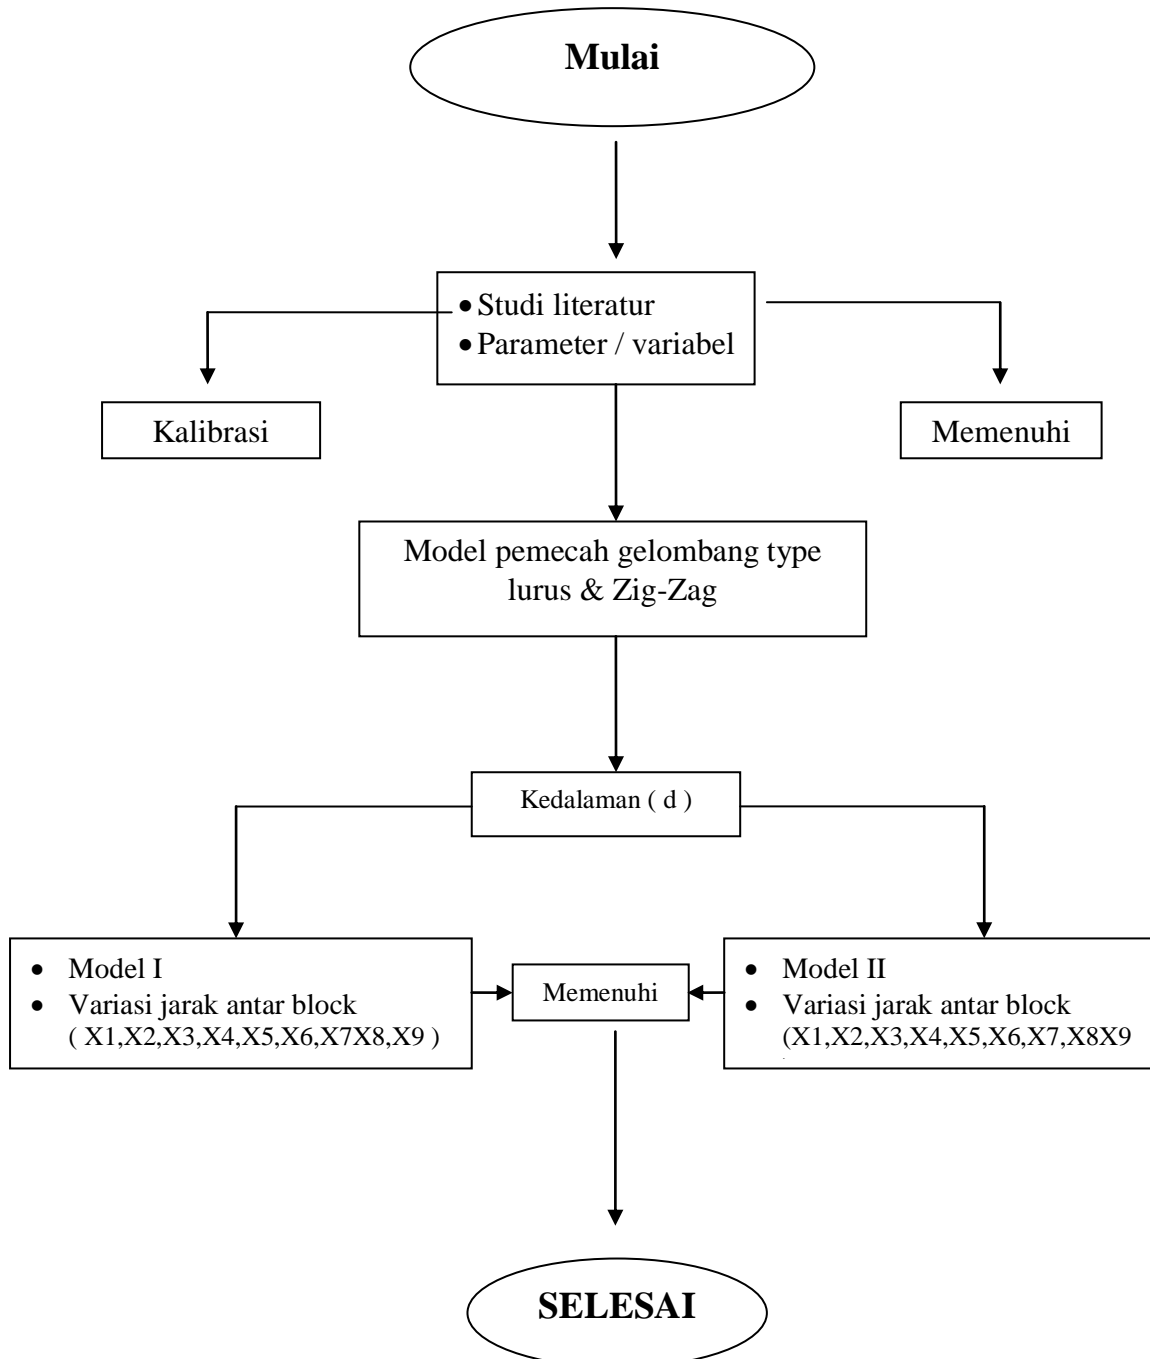 Mulai
• Studi literatur
• Parameter / variabel
Kalibrasi
Memenuhi
Model pemecah gelombang type
lurus & Zig-Zag
Kedalaman ( d )
• Model I
• Variasi jarak antar block
( X1,X2,X3,X4,X5,X6,X7X8,X9 )
Memenuhi
• Model II
• Variasi jarak antar block
(X1,X2,X3,X4,X5,X6,X7,X8X9
SELESAI